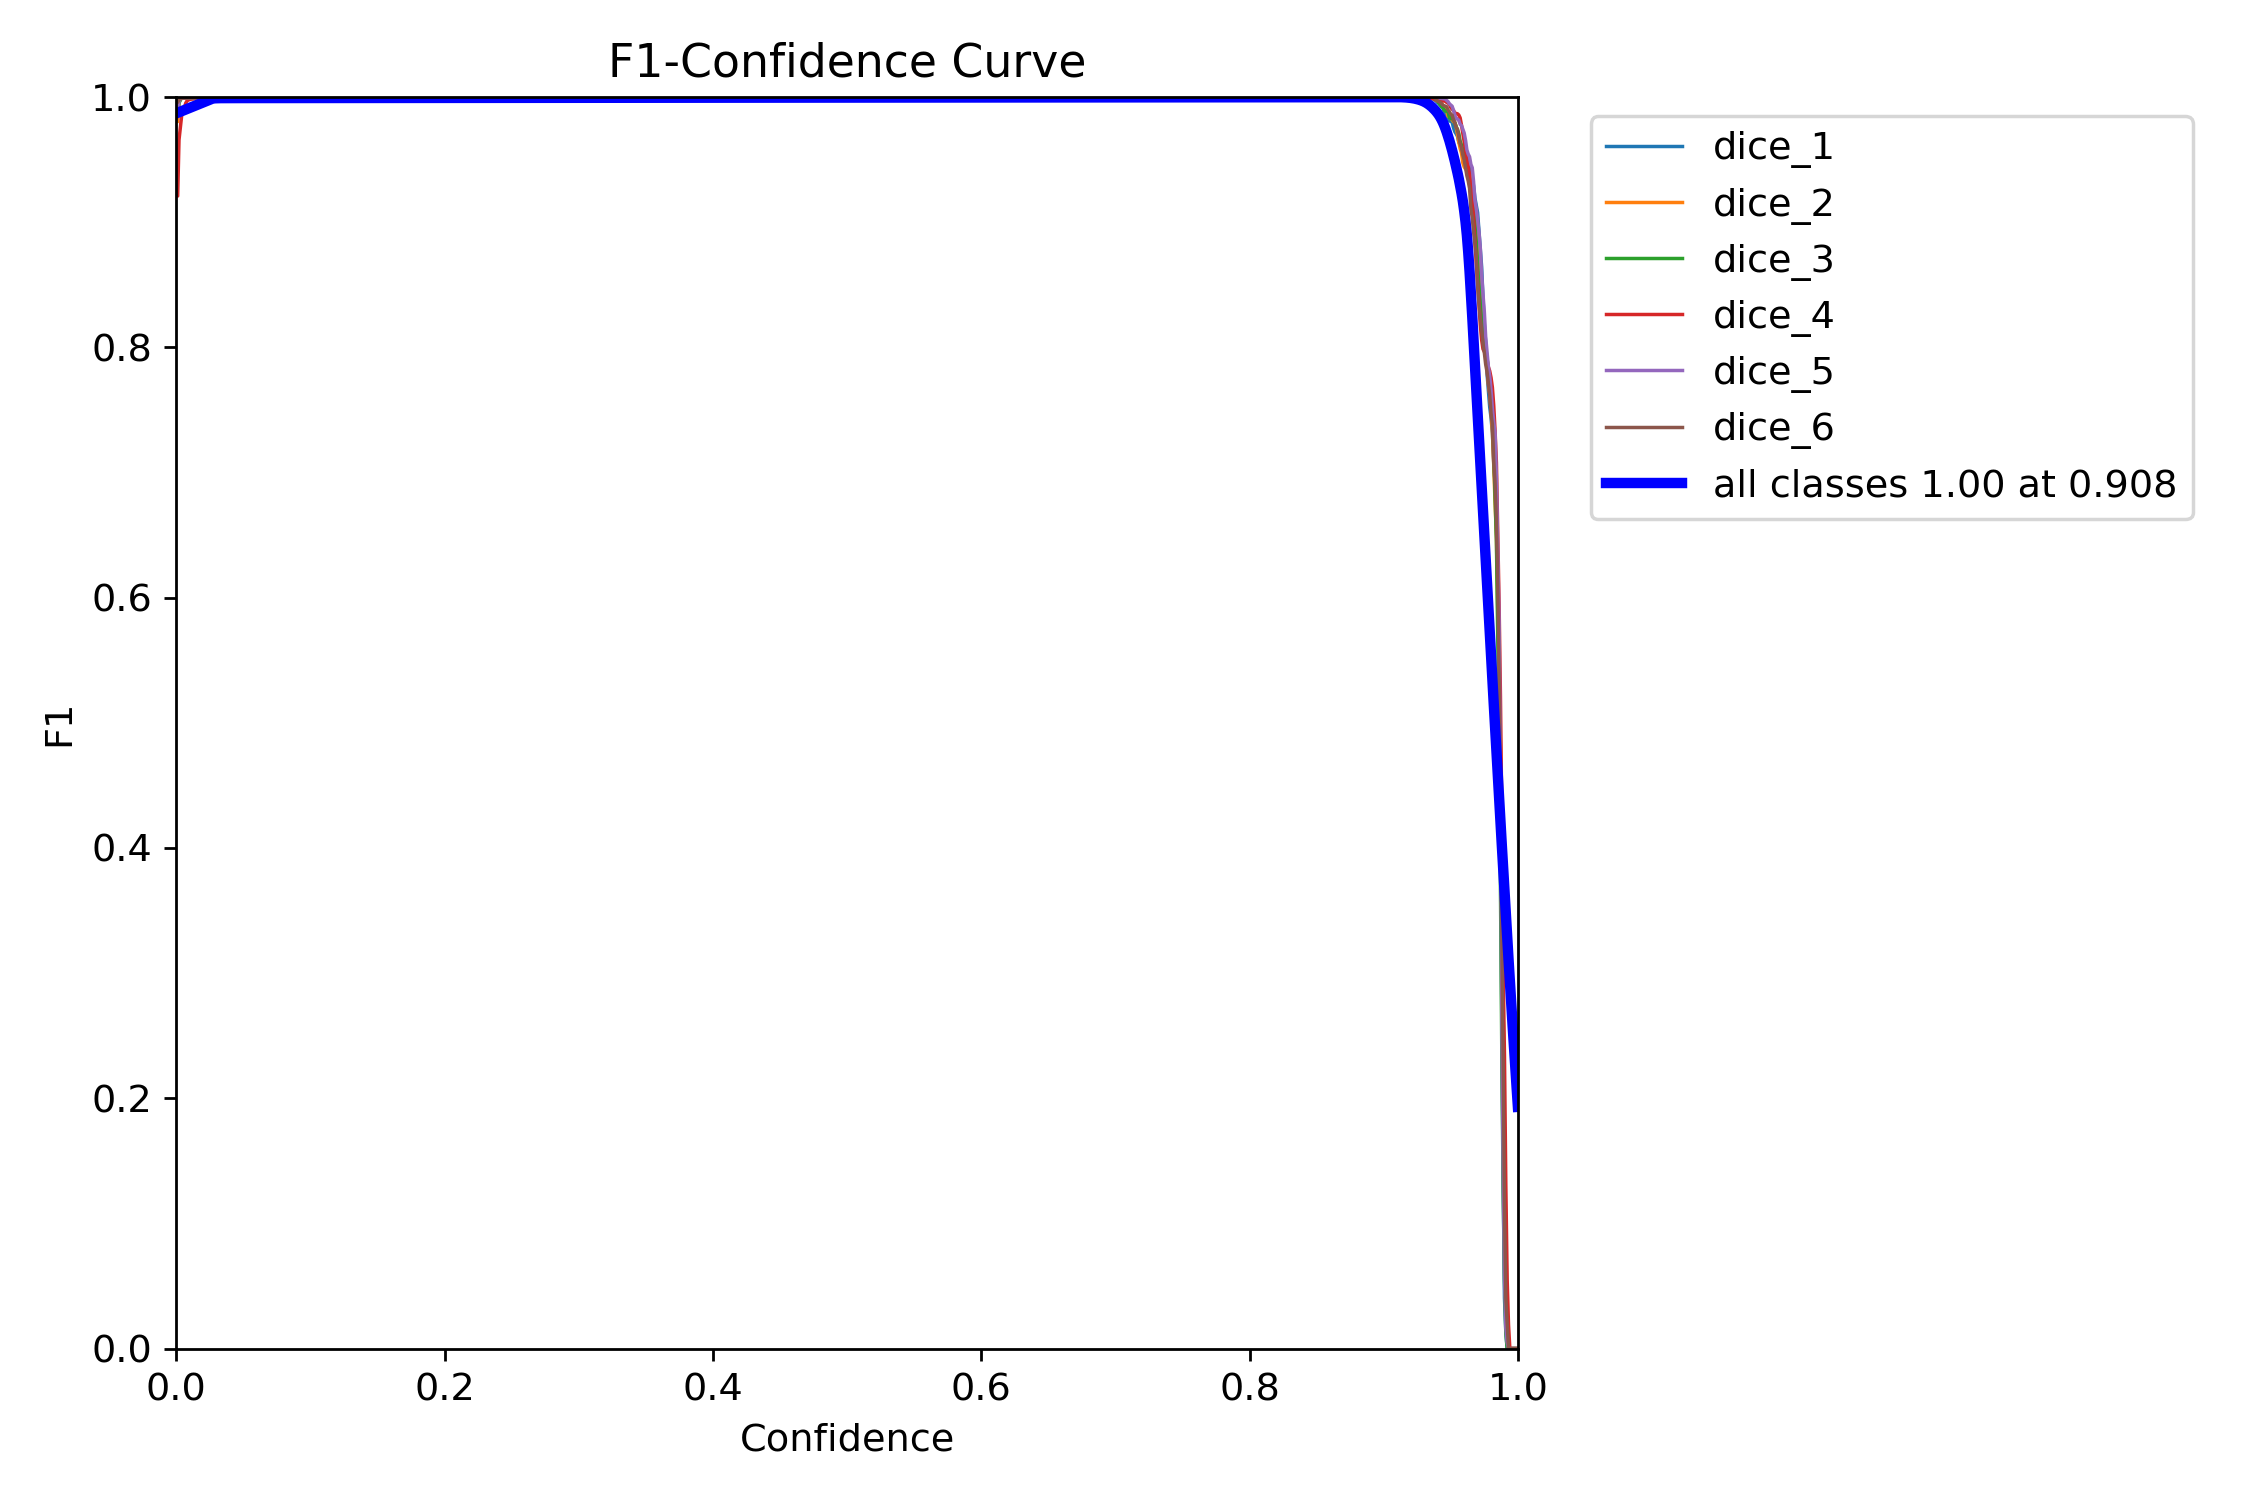 F1-Confidence Curve
1.0
0.8
0.6
0.4
0.2
0.0
F1
0.0 0.2 0.4 0.6 0.8 1.0
Confidence
dice_1
dice_2
dice_3
dice_4
dice_5
dice_6
all classes 1.00 at 0.908